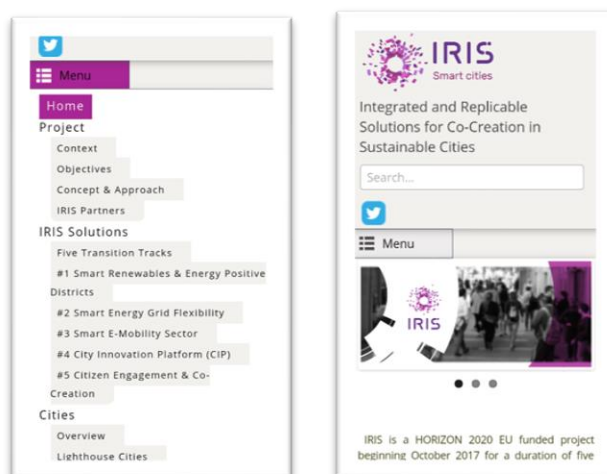 Menu
Home
Project
Context
Objectives
Concept & Approach
IRIS Partners
IRIS Solutions
Five Transition Tracks
#1 Smart Renewables & Energy Positive
Districts
#2 Smart Energy Grid Flexibility
#3 Smart E-Mobility Sector
#4 City Innovation Platform (CIP)
#5 Citizen Engagement & Co-
Creation
Cities
Overview
Lighthouse Cities
IRIS
Smart cities
Integrated and Replicable
Solutions for Co-Creation in
Sustainable Cities
Search...
Menu
IRIS
IRIS is a HORIZON 2020 EU funded project
beginning October 2017 for a duration of five